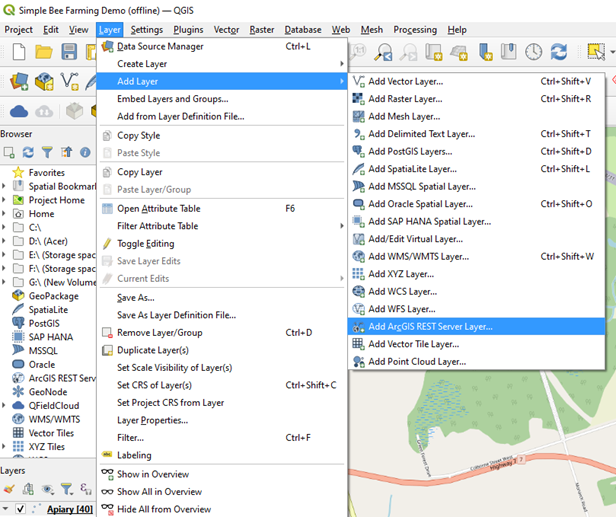 Simple Bee Farming Demo (offline) — QGIS
Project Edit View Layer Settings Plugins Vector Raster Database Web Mesh Processing Help
Data Source Manager Ctrl+L
Create Layer
Add Layer
Embed Layers and Groups...
Add from Layer Definition File...
Copy Style
Paste Style
Copy Layer
Paste Layer/Group
Open Attribute Table F6
Filter Attribute Table
Toggle Editing
Save Layer Edits
Current Edits
Save As...
Save As Layer Definition File...
Remove Layer/Group Ctrl+D
Duplicate Layer(s)
Set Scale Visibility of Layer(s)
Set CRS of Layer(s) Ctrl+Shift+C
Set Project CRS from Layer
Layer Properties...
Filter... Ctrl+F
Labeling
Show in Overview
Show All in Overview
Hide All from Overview
Add Vector Layer... Ctrl+Shift+V
Add Raster Layer... Ctrl+Shift+R
Add Mesh Layer...
Add Delimited Text Layer... Ctrl+Shift+T
Add PostGIS Layers... Ctrl+Shift+D
Add SpatiaLite Layer... Ctrl+Shift+L
Add MSSQL Spatial Layer...
Add Oracle Spatial Layer... Ctrl+Shift+O
Add SAP HANA Spatial Layer...
Add/Edit Virtual Layer...
Add WMS/WMTS Layer... Ctrl+Shift+W
Add XYZ Layer...
Add WCS Layer...
Add WFS Layer...
Add ArcGIS REST Server Layer...
Add Vector Tile Layer...
Add Point Cloud Layer...
Browser
Favorites
Spatial Bookmark
Project Home
Home
C:\
D:\ (Acer)
E:\ (Storage spac
F:\ (Storage spac
G:\ (New Volume
GeoPackage
SpatiaLite
PostGIS
SAP HANA
MSSQL
Oracle
ArcGIS REST Serv
GeoNode
QFieldCloud
WMS/WMTS
Vector Tiles
XYZ Tiles
Layers
Apiary [40]
Highway 7
7